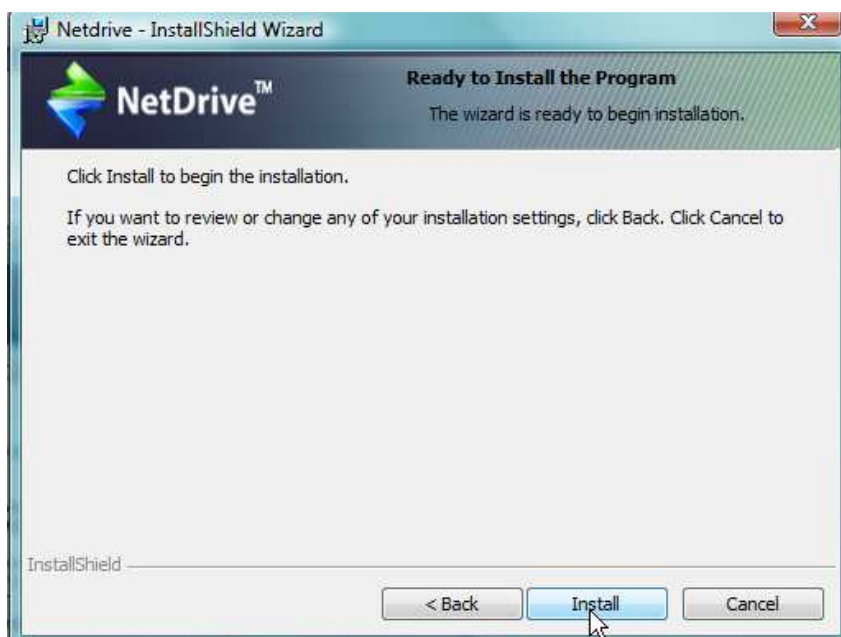 Netdrive - InstallShield Wizard
NetDrive™
Ready to Install the Program
The wizard is ready to begin installation.
Click Install to begin the installation.
If you want to review or change any of your installation settings, click Back. Click Cancel to
exit the wizard.
InstallShield
< Back
Install
Cancel